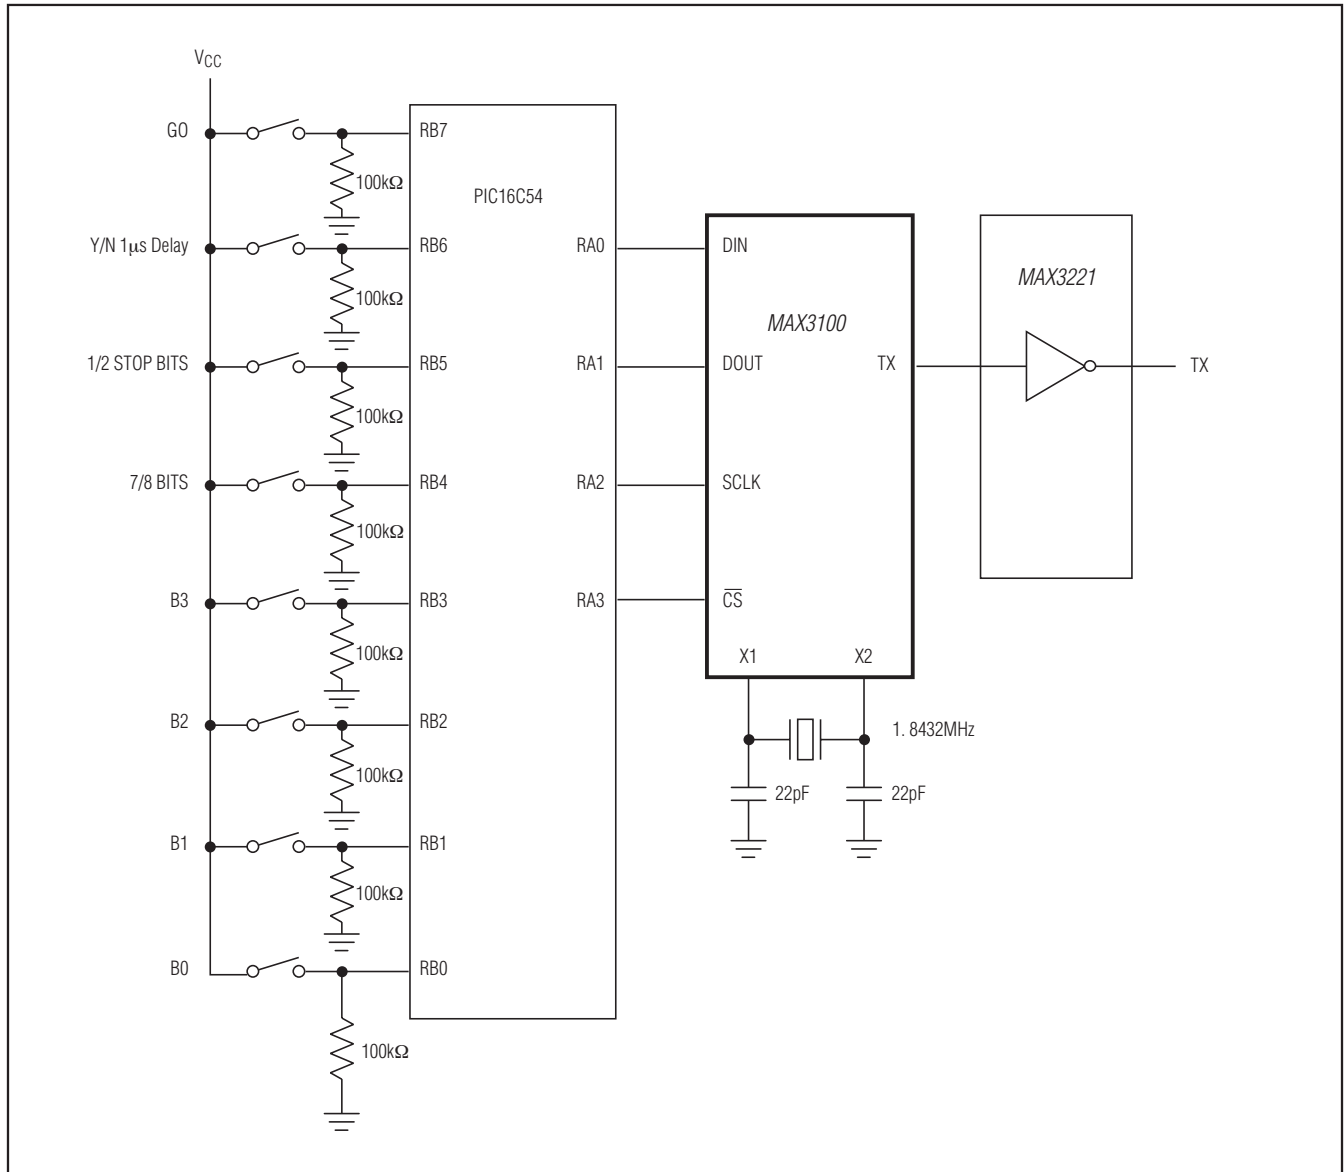 VCC
GO
RB7
100kΩ
PIC16C54
Y/N 1µs Delay
RB6
RA0
DIN
100kΩ
MAX3221
MAX3100
1/2 STOP BITS
RB5
RA1
DOUT
TX
TX
100kΩ
7/8 BITS
RB4
RA2
SCLK
100kΩ
B3
RB3
RA3
CS
100kΩ
X1
X2
B2
RB2
1. 8432MHz
100kΩ
22pF
22pF
B1
RB1
100kΩ
B0
RB0
100kΩ